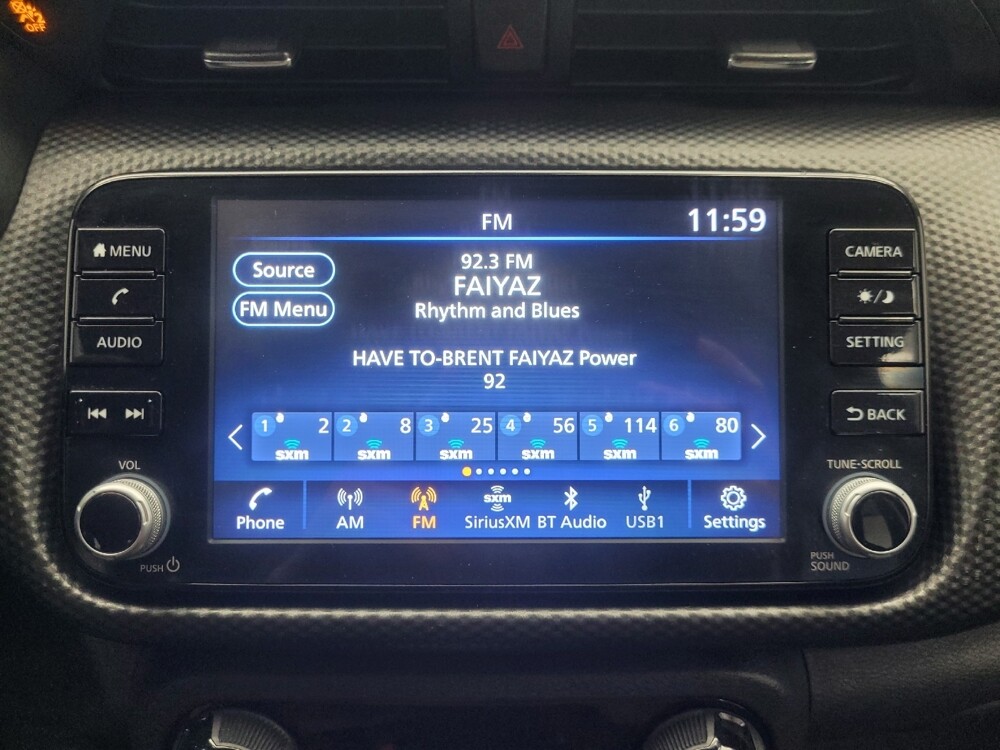 OFF
FM
11:59
MENU
CAMERA
Source
92.3 FM
FAIYAZ
FM Menu
Rhythm and Blues
AUDIO
SETTING
HAVE TO-BRENT FAIYAZ Power
92
BACK
1 2 2 8 3 25 4 56 5 114 6 80
sxm sxm sxm sxm sxm sxm
VOL
TUNE-SCROLL
sxm
Phone AM FM SiriusXM BT Audio USB1 Settings
PUSH
PUSH
SOUND